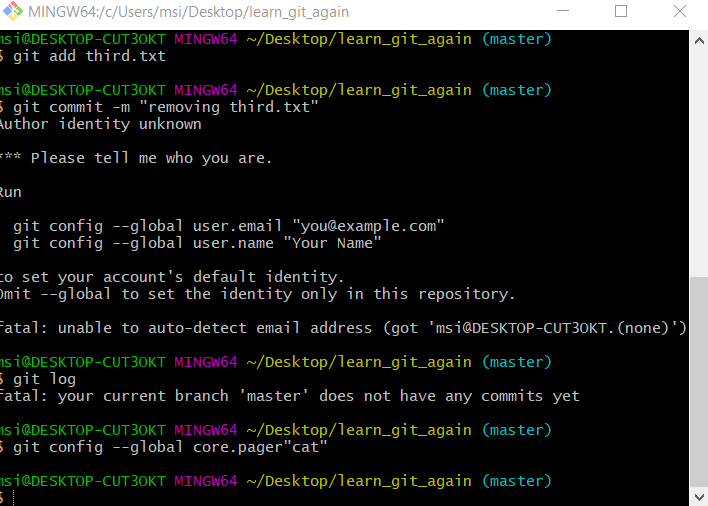 MINGW64:/c/Users/msi/Desktop/learn_git_again
msi@DESKTOP-CUT3OKT MINGW64 ~/Desktop/learn_git_again (master)
$ git add third.txt
msi@DESKTOP-CUT3OKT MINGW64 ~/Desktop/learn_git_again (master)
$ git commit -m "removing third.txt"
Author identity unknown
*** Please tell me who you are.
Run
git config --global user.email "you@example.com"
git config --global user.name "Your Name"
to set your account's default identity.
Omit --global to set the identity only in this repository.
fatal: unable to auto-detect email address (got 'msi@DESKTOP-CUT3OKT.(none)')
msi@DESKTOP-CUT3OKT MINGW64 ~/Desktop/learn_git_again (master)
$ git log
fatal: your current branch 'master' does not have any commits yet
msi@DESKTOP-CUT3OKT MINGW64 ~/Desktop/learn_git_again (master)
$ git config --global core.pager"cat"
msi@DESKTOP-CUT3OKT MINGW64 ~/Desktop/learn_git_again (master)
$